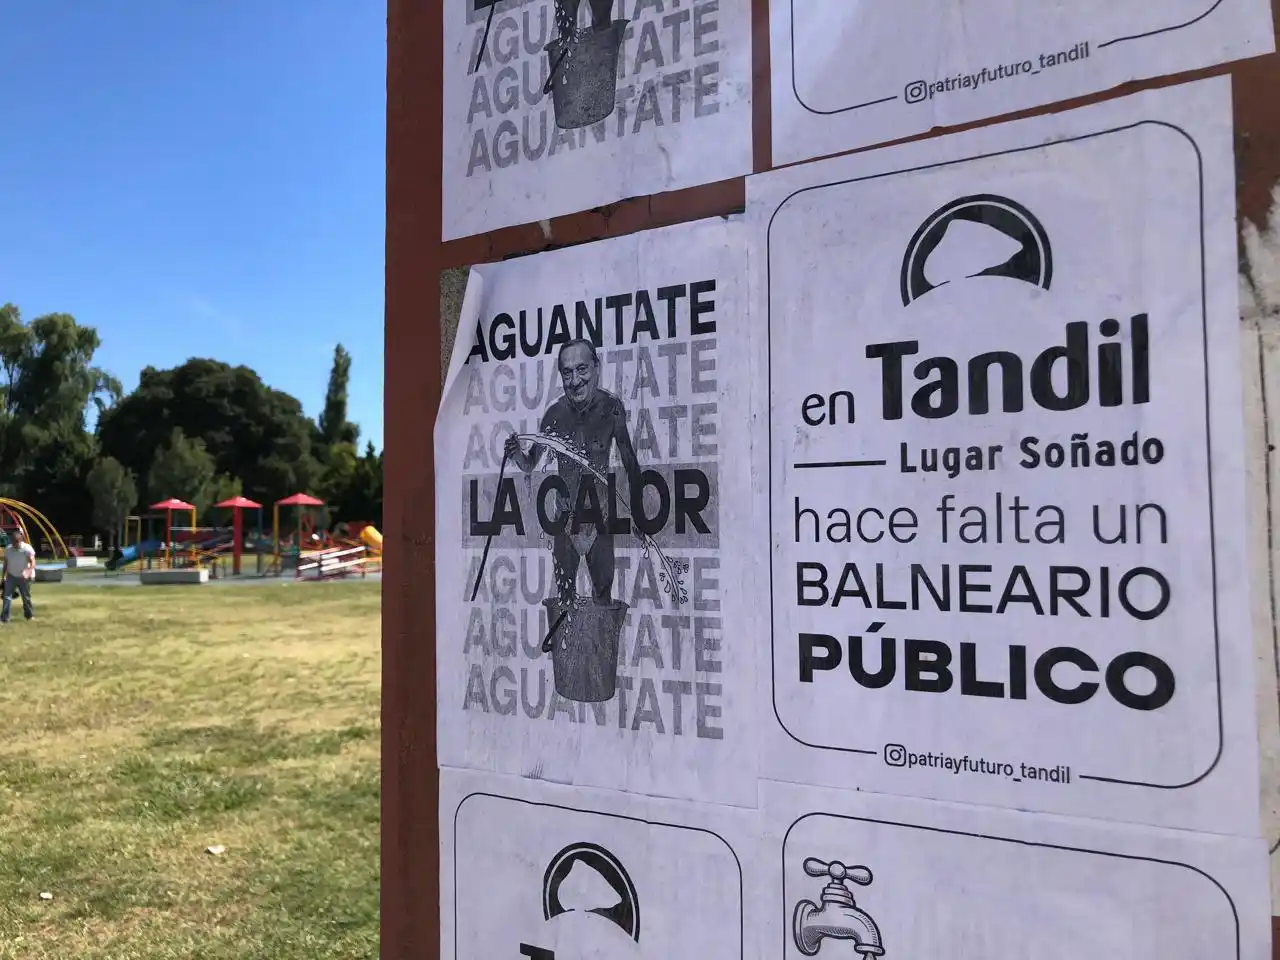 AGUANTATE
AGUANTATE
AGUANTATE
@patriayfuturo_tandil
AGUANTATE
AGUANTATE
AGUANTATE
LA CALOR
AGUANTATE
AGUANTATE
AGUANTATE
en Tandil
Lugar Soñado
hace falta un
BALNEARIO
PÚBLICO
patriayfuturo_tandil